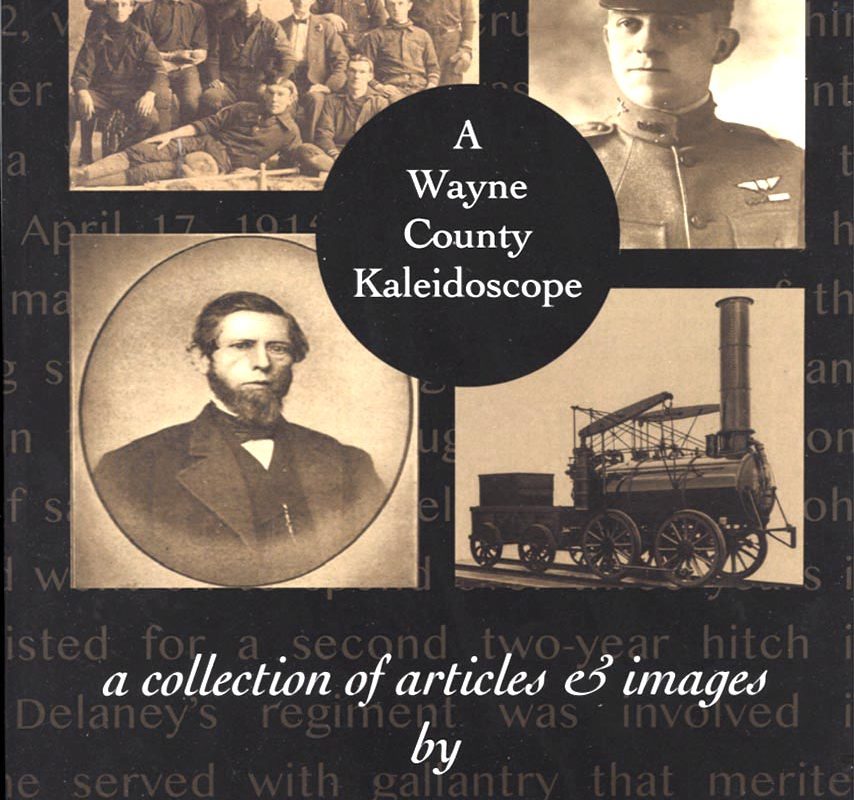 A
Wayne
County
Kaleidoscope
April 17, 191
isted for a second two-year hitch i
a collection of articles & images
Delaney's regiment was involved i
by
served with gallantry that merite